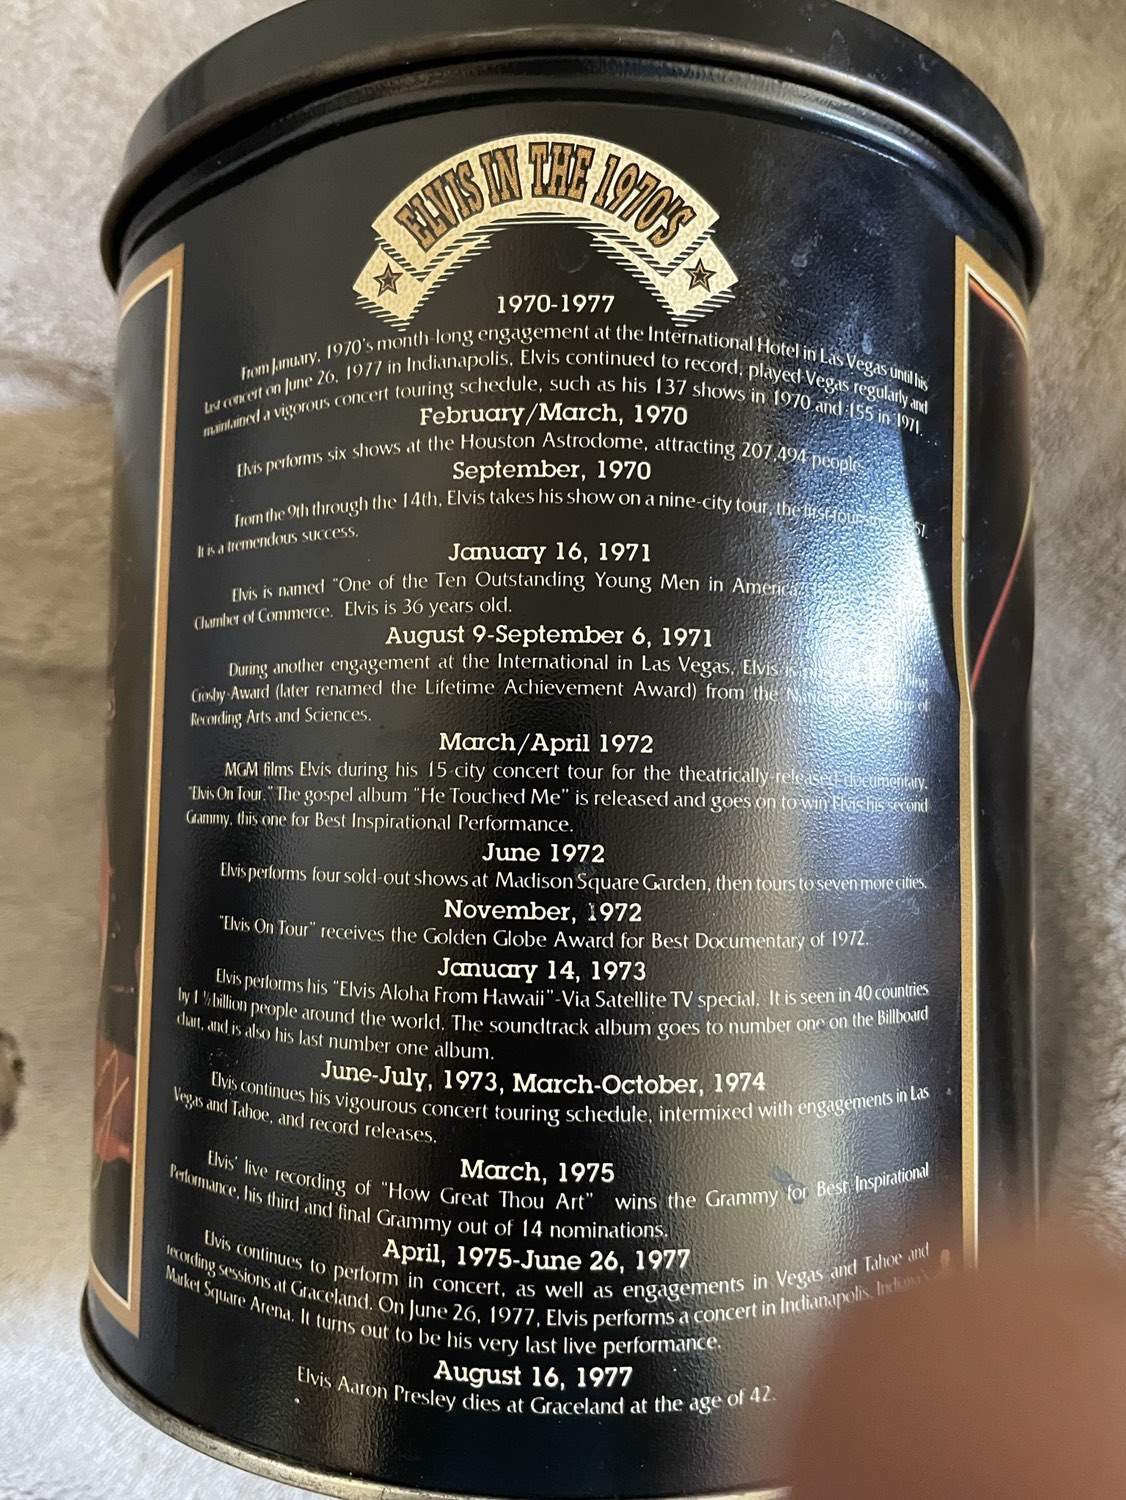 ELVIS IN THE 1970'S
1970-1977
From January, 1970's month-long engagement at the International Hotel in Las Vegas until his
last concert on June 26, 1977 in Indianapolis, Elvis continued to record, played Vegas regularly and
maintained a vigorous concert touring schedule, such as his 137 shows in 1970 and 155 in 1971.
February/March, 1970
Elvis performs six shows at the Houston Astrodome, attracting 207,494 people.
September, 1970
From the 9th through the 14th, Elvis takes his show on a nine-city tour, the first tour
It is a tremendous success.
January 16, 1971
Elvis is named "One of the Ten Outstanding Young Men in America
Chamber of Commerce. Elvis is 36 years old.
August 9-September 6, 1971
During another engagement at the International in Las Vegas, Elvis is
Crosby Award (later renamed the Lifetime Achievement Award) from the of
Recording Arts and Sciences.
March/April 1972
MGM films Elvis during his 15-city concert tour for the theatrically-released documentary,
"Elvis On Tour." The gospel album "He Touched Me" is released and goes on to win Elvis his second
Grammy, this one for Best Inspirational Performance.
June 1972
Elvis performs four sold-out shows at Madison Square Garden, then tours to seven more cities.
November, 1972
"Elvis On Tour" receives the Golden Globe Award for Best Documentary of 1972.
January 14, 1973
Elvis performs his "Elvis Aloha From Hawaii"-Via Satellite TV special. It is seen in 40 countries
by 1 ½ billion people around the world. The soundtrack album goes to number one on the Billboard
chart, and is also his last number one album.
June-July, 1973, March-October, 1974
Elvis continues his vigourous concert touring schedule, intermixed with engagements in Las
Vegas and Tahoe, and record releases.
March, 1975
Elvis' live recording of "How Great Thou Art" wins the Grammy for Best Inspirational
Performance, his third and final Grammy out of 14 nominations.
April, 1975-June 26, 1977
Elvis continues to perform in concert, as well as engagements in Vegas and Tahoe and
recording sessions at Graceland. On June 26, 1977, Elvis performs a concert in Indianapolis, Indiana's
Market Square Arena. It turns out to be his very last live performance.
August 16, 1977
Elvis Aaron Presley dies at Graceland at the age of 42.